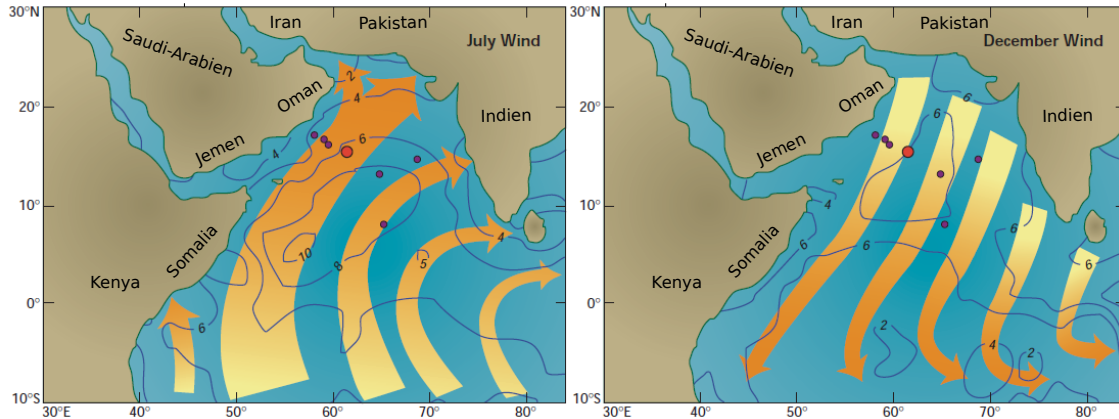 30°N
20°
10°
0°
10°S
30°E
40°
50°
60°
70°
80°
Iran
Pakistan
Saudi-Arabien
July Wind
Oman
Indien
Jemen
Somalia
Kenya
2
4
4
6
10
8
5
4
6
30°N
20°
10°
0°
10°S
30°E
40°
50°
60°
70°
80°
Iran
Pakistan
Saudi-Arabien
December Wind
Oman
Indien
Jemen
Somalia
Kenya
6
6
4
6
6
6
6
2
4
2